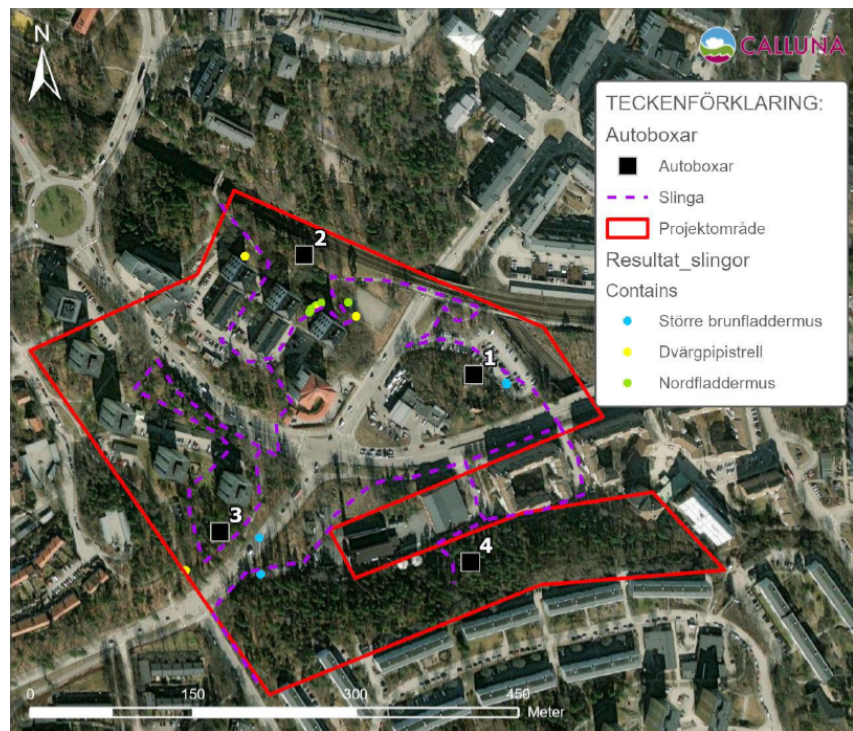 N
CALLUNA
TECKENFÖRKLARING:
Autoboxar
Autoboxar
Slinga
Projektområde
Resultat_slingor
Contains
Större brunfladdermus
Dvärgpipistrell
Nordfladdermus
2
1
3
4
0 150 300 450
Meter